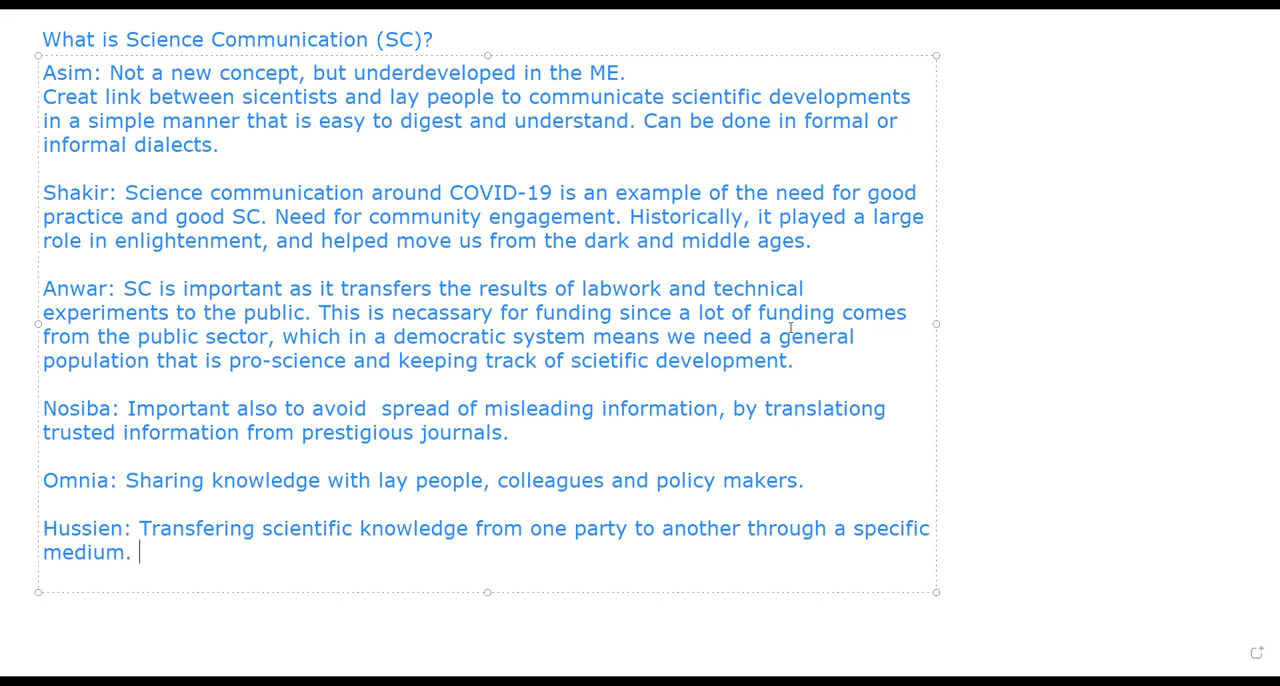 What is Science Communication (SC)?
Asim: Not a new concept, but underdeveloped in the ME.
Creat link between sicentists and lay people to communicate scientific developments
in a simple manner that is easy to digest and understand. Can be done in formal or
informal dialects.
Shakir: Science communication around COVID-19 is an example of the need for good
practice and good SC. Need for community engagement. Historically, it played a large
role in enlightenment, and helped move us from the dark and middle ages.
Anwar: SC is important as it transfers the results of labwork and technical
experiments to the public. This is necassary for funding since a lot of funding comes
from the public sector, which in a democratic system means we need a general
population that is pro-science and keeping track of scietific development.
Nosiba: Important also to avoid  spread of misleading information, by translationg
trusted information from prestigious journals.
Omnia: Sharing knowledge with lay people, colleagues and policy makers.
Hussien: Transfering scientific knowledge from one party to another through a specific
medium.